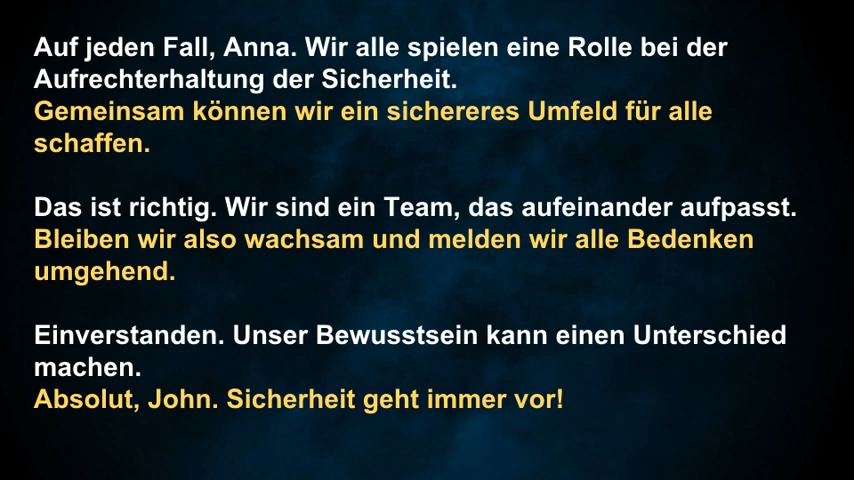 Auf jeden Fall, Anna. Wir alle spielen eine Rolle bei der
Aufrechterhaltung der Sicherheit.
Gemeinsam können wir ein sichereres Umfeld für alle
schaffen.
Das ist richtig. Wir sind ein Team, das aufeinander aufpasst.
Bleiben wir also wachsam und melden wir alle Bedenken
umgehend.
Einverstanden. Unser Bewusstsein kann einen Unterschied
machen.
Absolut, John. Sicherheit geht immer vor!